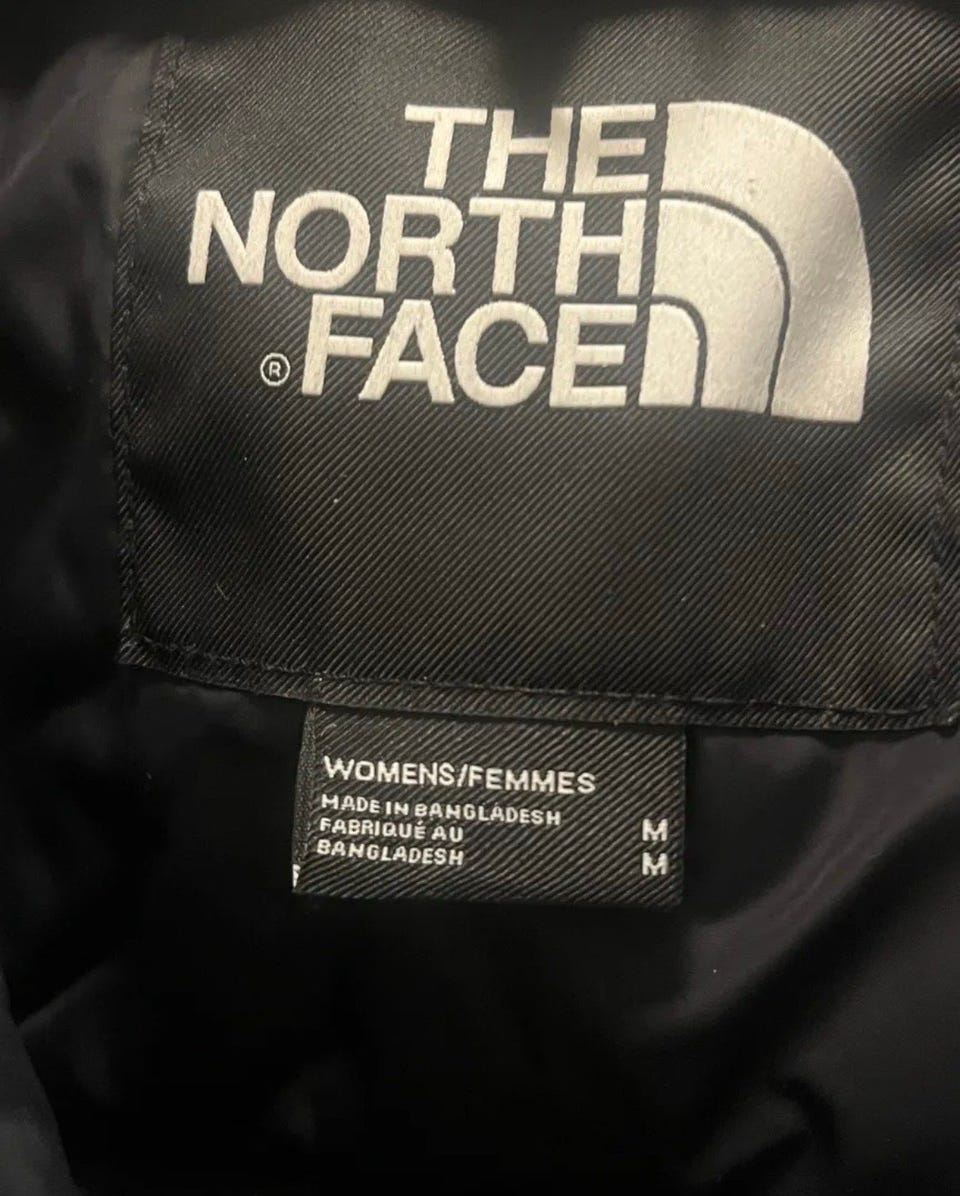 THE
NORTH
FACE
®
WOMENS/FEMMES
MADE IN BANGLADESH
FABRIQUÉ AU
BANGLADESH
M
M